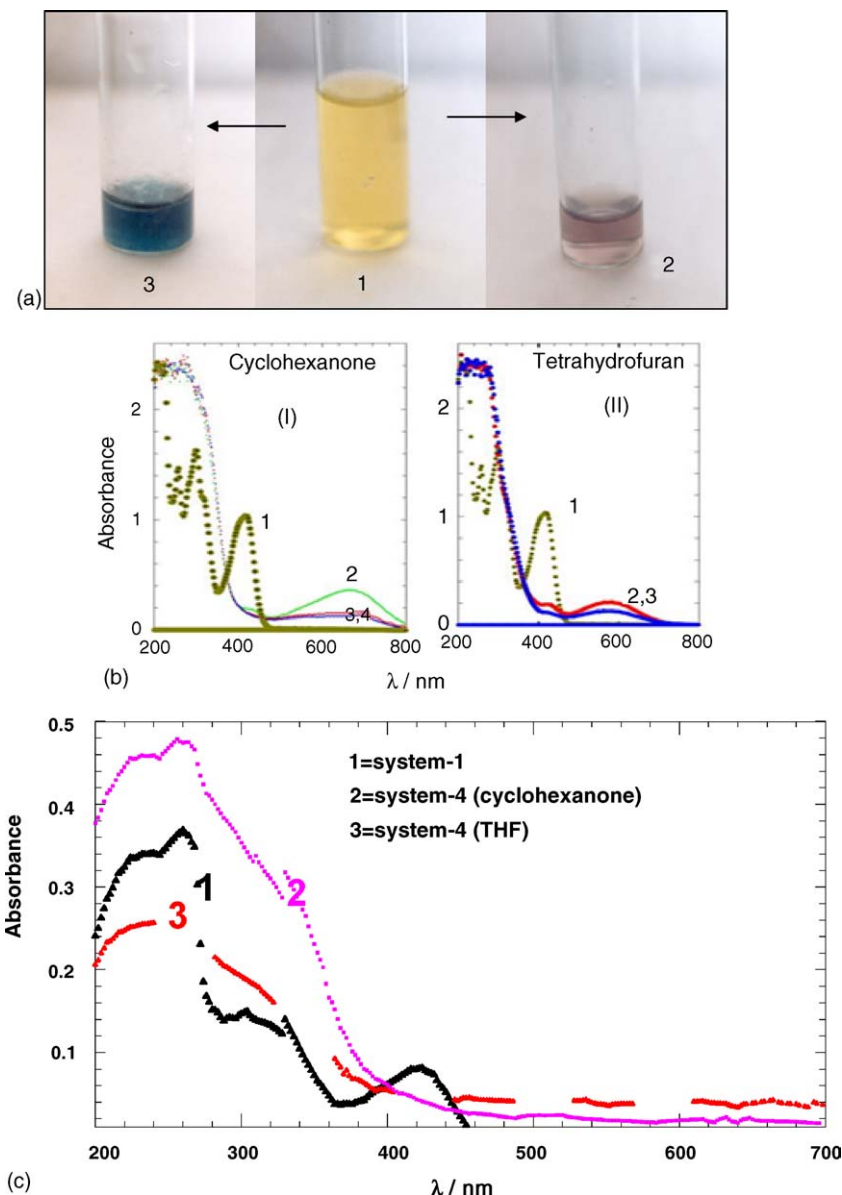 3
1
2
(a)
Cyclohexanone
(I)
2
1
0
Absorbance
1
2
3,4
200
400
600
800
Tetrahydrofuran
(II)
2
1
0
1
2,3
200
400
600
800
(b)
λ / nm
0.5
0.4
0.3
0.2
0.1
Absorbance
1=system-1
2=system-4 (cyclohexanone)
3=system-4 (THF)
1
2
3
200
300
400
500
600
700
(c)
λ / nm